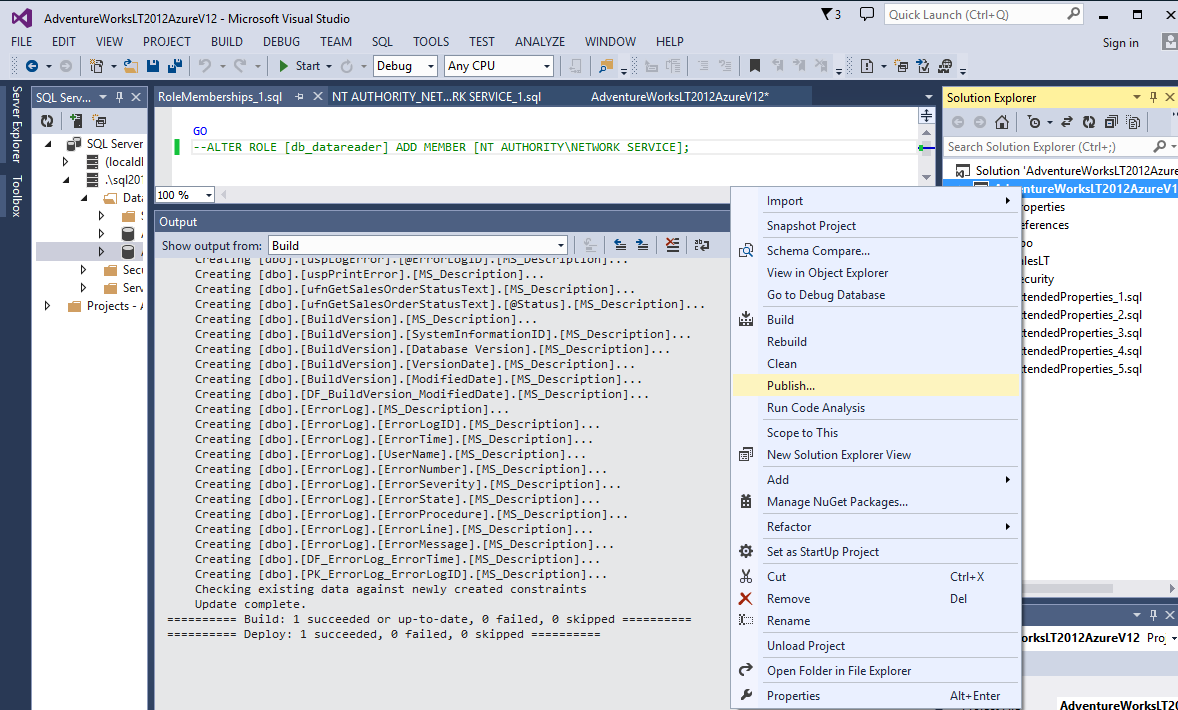 AdventureWorksLT2012AzureV12 - Microsoft Visual Studio
3
Quick Launch (Ctrl+Q)
FILE EDIT VIEW PROJECT BUILD DEBUG TEAM SQL TOOLS TEST ANALYZE WINDOW HELP
Sign in
Start Debug Any CPU
Server Explorer
Toolbox
SQL Serv...
SQL Server
(locald
.\sql201
Data
Secu
Serv
Projects - A
RoleMemberships_1.sql NT AUTHORITY_NET...RK SERVICE_1.sql AdventureWorksLT2012AzureV12*
GO
--ALTER ROLE [db_datareader] ADD MEMBER [NT AUTHORITY\NETWORK SERVICE];
100 %
Output
Show output from: Build
Creating [dbo].[uspLogError].[@ErrorLogID].[MS_Description]...
Creating [dbo].[uspPrintError].[MS_Description]...
Creating [dbo].[ufnGetSalesOrderStatusText].[MS_Description]...
Creating [dbo].[ufnGetSalesOrderStatusText].[@Status].[MS_Description]...
Creating [dbo].[BuildVersion].[MS_Description]...
Creating [dbo].[BuildVersion].[SystemInformationID].[MS_Description]...
Creating [dbo].[BuildVersion].[Database Version].[MS_Description]...
Creating [dbo].[BuildVersion].[VersionDate].[MS_Description]...
Creating [dbo].[BuildVersion].[ModifiedDate].[MS_Description]...
Creating [dbo].[DF_BuildVersion_ModifiedDate].[MS_Description]...
Creating [dbo].[ErrorLog].[MS_Description]...
Creating [dbo].[ErrorLog].[ErrorLogID].[MS_Description]...
Creating [dbo].[ErrorLog].[ErrorTime].[MS_Description]...
Creating [dbo].[ErrorLog].[UserName].[MS_Description]...
Creating [dbo].[ErrorLog].[ErrorNumber].[MS_Description]...
Creating [dbo].[ErrorLog].[ErrorSeverity].[MS_Description]...
Creating [dbo].[ErrorLog].[ErrorState].[MS_Description]...
Creating [dbo].[ErrorLog].[ErrorProcedure].[MS_Description]...
Creating [dbo].[ErrorLog].[ErrorLine].[MS_Description]...
Creating [dbo].[ErrorLog].[ErrorMessage].[MS_Description]...
Creating [dbo].[DF_ErrorLog_ErrorTime].[MS_Description]...
Creating [dbo].[PK_ErrorLog_ErrorLogID].[MS_Description]...
Checking existing data against newly created constraints
Update complete.
========== Build: 1 succeeded or up-to-date, 0 failed, 0 skipped ==========
========== Deploy: 1 succeeded, 0 failed, 0 skipped ==========
Import
Snapshot Project
Schema Compare...
View in Object Explorer
Go to Debug Database
Build
Rebuild
Clean
Publish...
Run Code Analysis
Scope to This
New Solution Explorer View
Add
Manage NuGet Packages...
Refactor
Set as StartUp Project
Cut Ctrl+X
Remove Del
Rename
Unload Project
Open Folder in File Explorer
Properties Alt+Enter
Solution Explorer
Search Solution Explorer (Ctrl+;)
Solution 'AdventureWorksLT2012Azure
dventureWorksLT2012AzureV1
roperties
eferences
bo
alesLT
ecurity
xtendedProperties_1.sql
xtendedProperties_2.sql
xtendedProperties_3.sql
xtendedProperties_4.sql
xtendedProperties_5.sql
orksLT2012AzureV12 Pro
AdventureWorksLT20